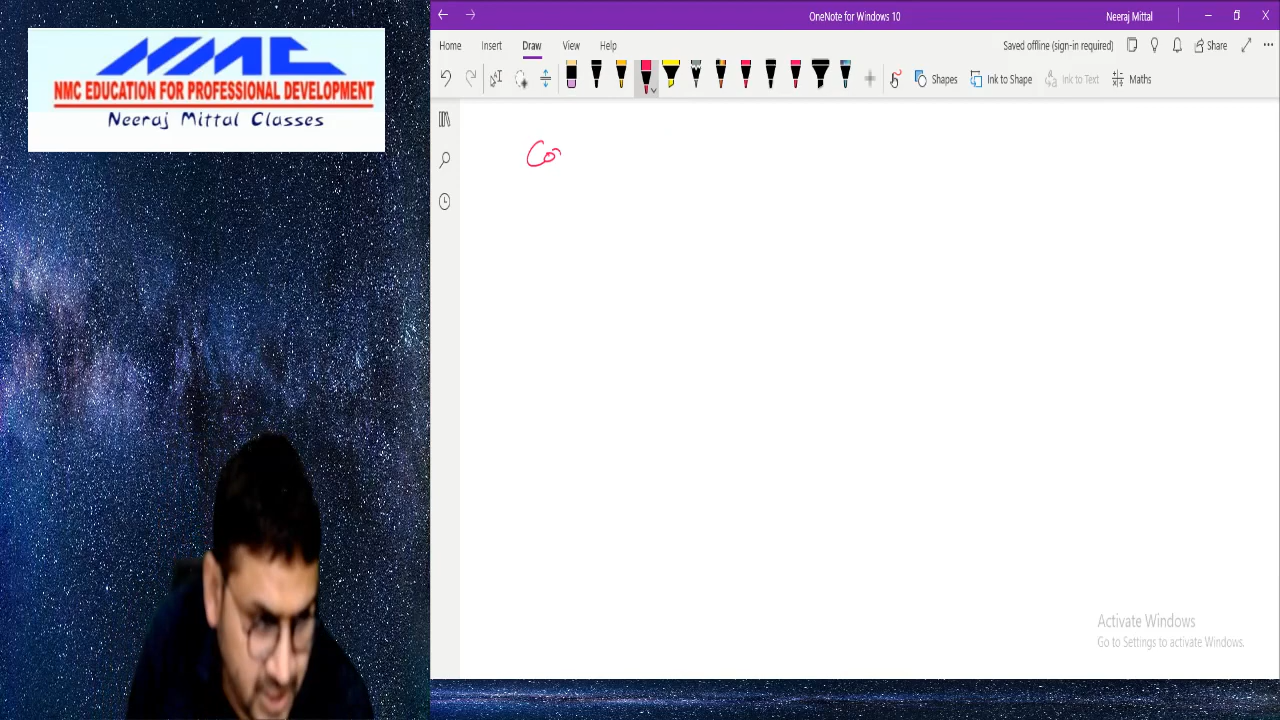 NMC
NMC EDUCATION FOR PROFESSIONAL DEVELOPMENT
Neeraj Mittal Classes
OneNote for Windows 10
Neeraj Mittal
Home Insert Draw View Help
Saved offline (sign-in required)
Share
Shapes
Ink to Shape
Ink to Text
Maths
Co
Activate Windows
Go to Settings to activate Windows.